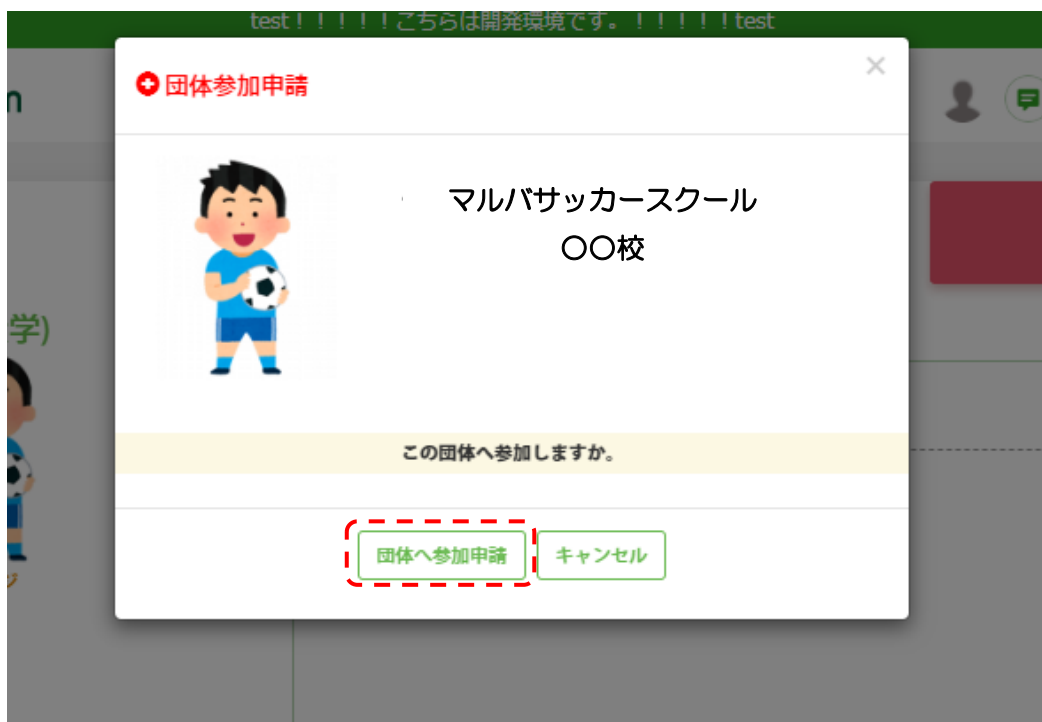 test！！！！！こちらは開発環境です。！！！！！test
団体参加申請
×
マルバサッカースクール
〇〇校
学)
この団体へ参加しますか。
団体へ参加申請
キャンセル